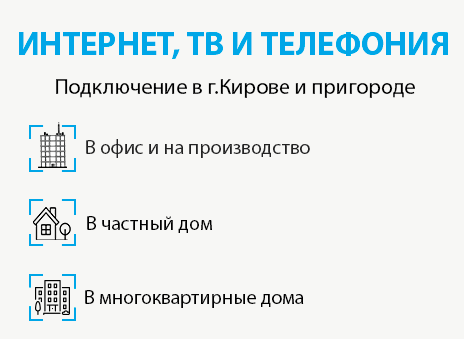 ИНТЕРНЕТ, ТВ И ТЕЛЕФОНИЯ
Подключение в г.Кирове и пригороде
В офис и на производство
В частный дом
В многоквартирные дома